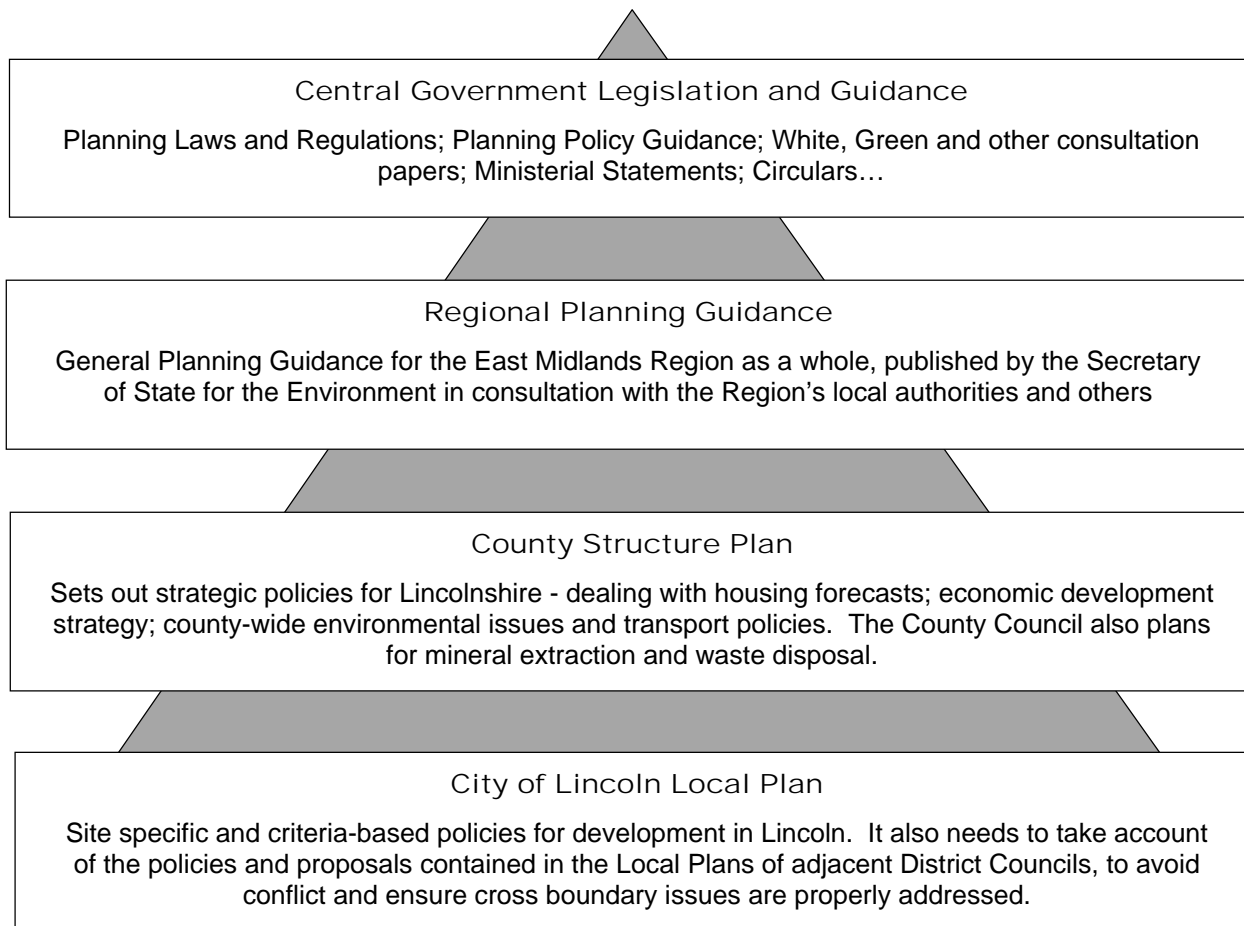 Central Government Legislation and Guidance
Planning Laws and Regulations; Planning Policy Guidance; White, Green and other consultation
papers; Ministerial Statements; Circulars…
Regional Planning Guidance
General Planning Guidance for the East Midlands Region as a whole, published by the Secretary
of State for the Environment in consultation with the Region’s local authorities and others
County Structure Plan
Sets out strategic policies for Lincolnshire - dealing with housing forecasts; economic development
strategy; county-wide environmental issues and transport policies.  The County Council also plans
for mineral extraction and waste disposal.
City of Lincoln Local Plan
Site specific and criteria-based policies for development in Lincoln.  It also needs to take account
of the policies and proposals contained in the Local Plans of adjacent District Councils, to avoid
conflict and ensure cross boundary issues are properly addressed.